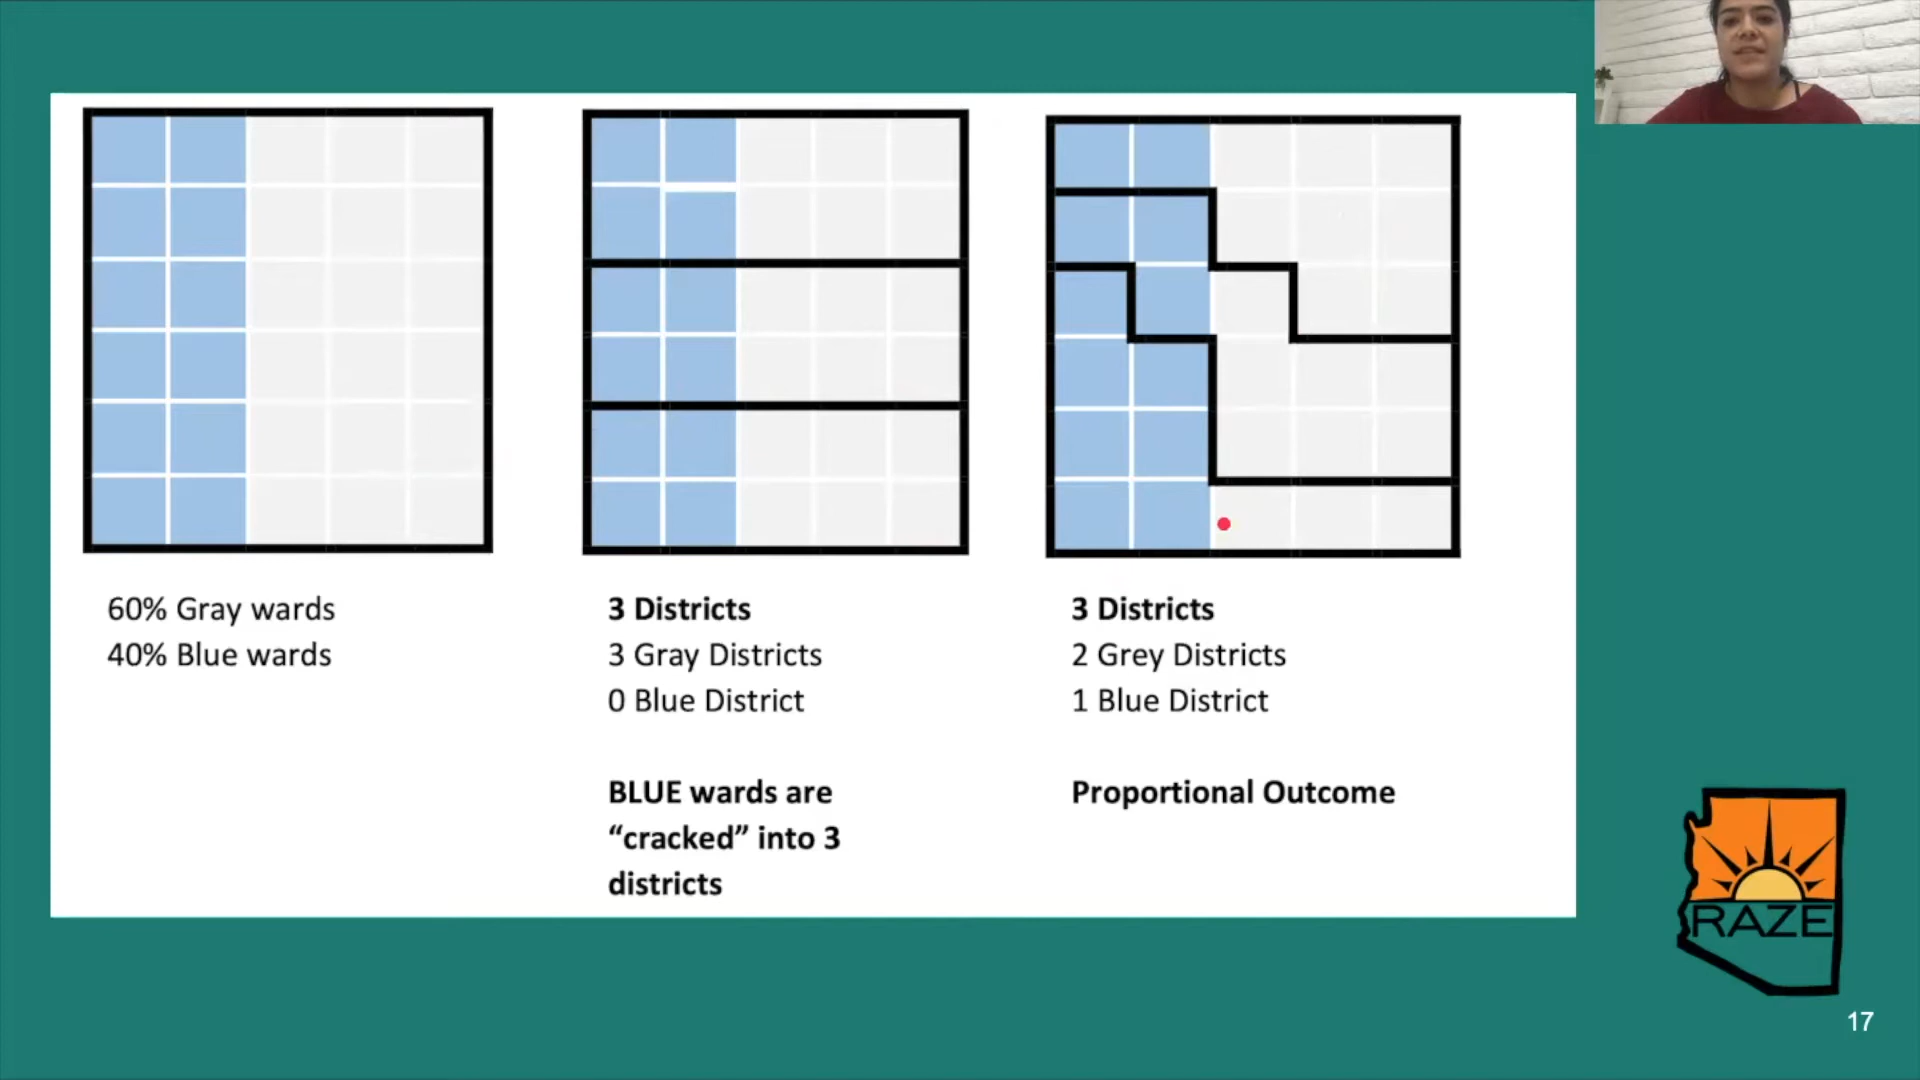 60% Gray wards
40% Blue wards
3 Districts
3 Gray Districts
0 Blue District
BLUE wards are
“cracked” into 3
districts
3 Districts
2 Grey Districts
1 Blue District
Proportional Outcome
RAZE
17